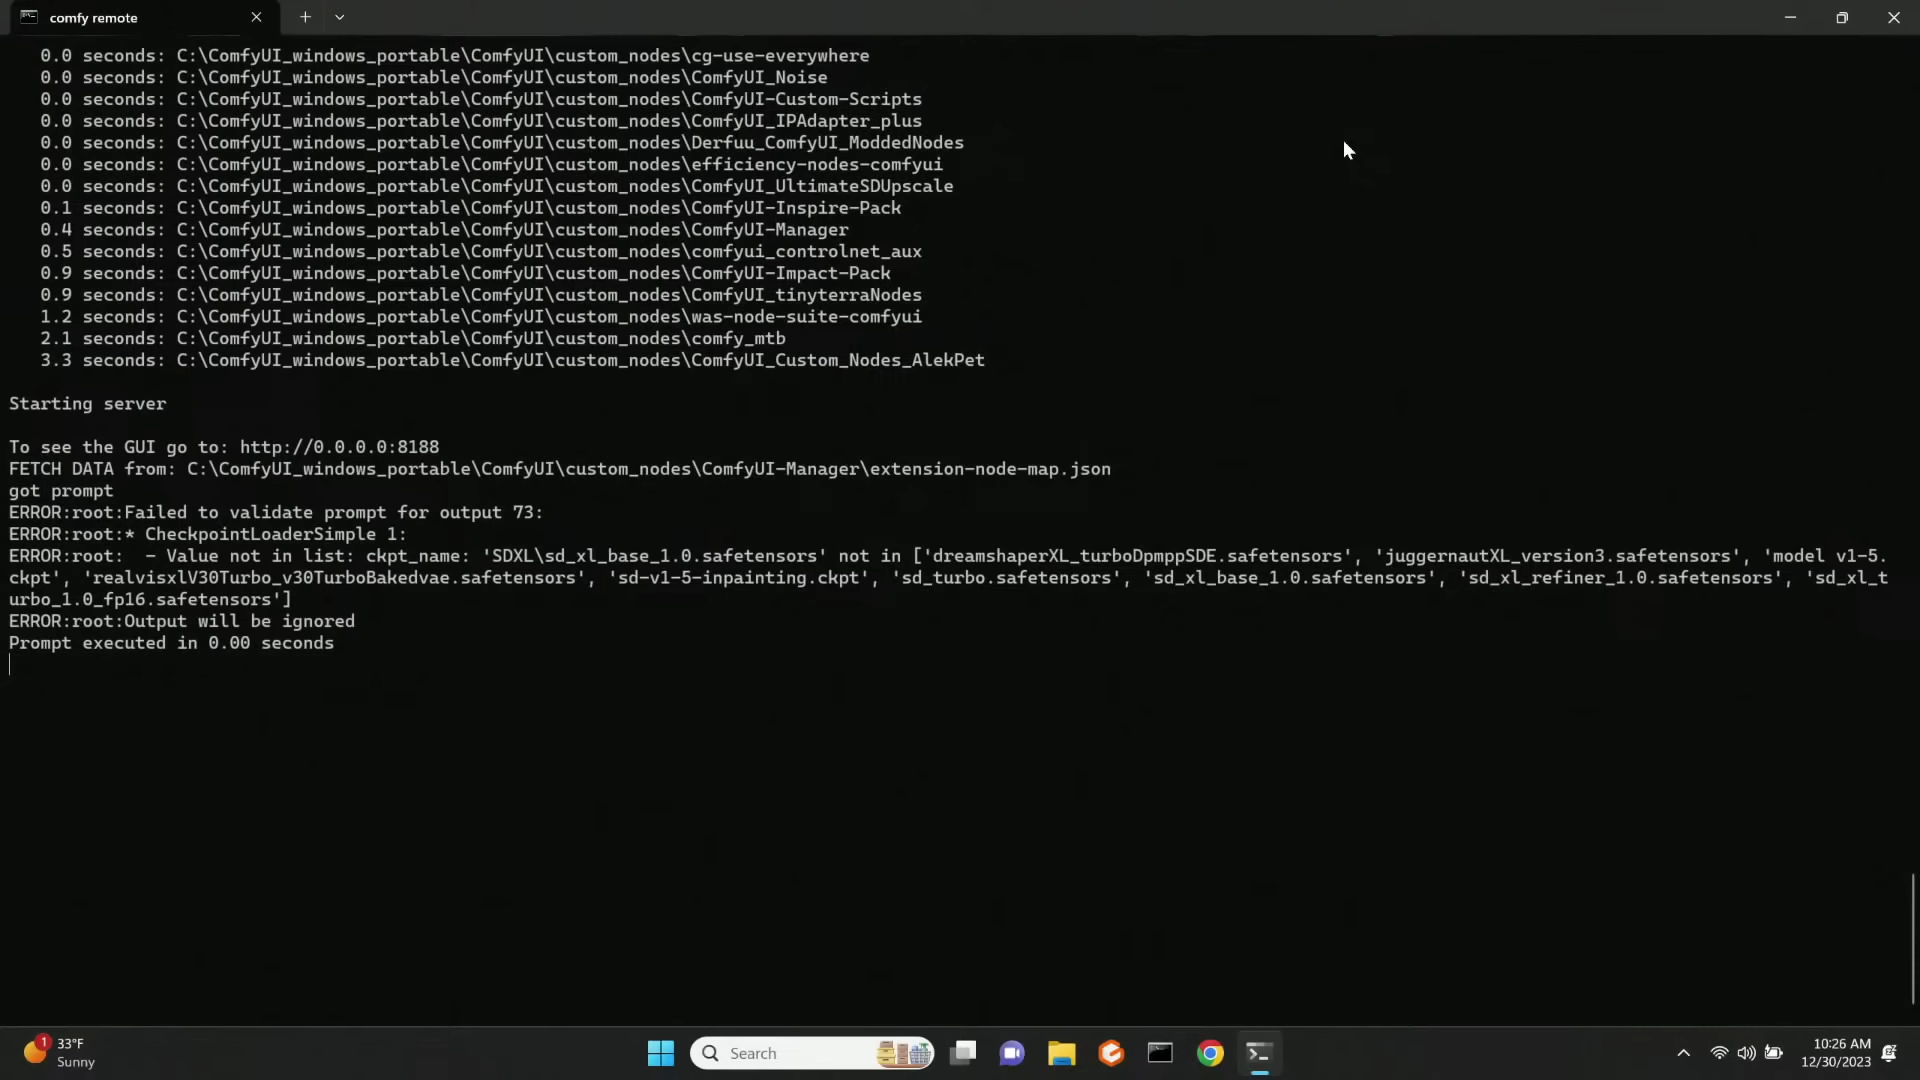 comfy remote
0.0 seconds: C:\ComfyUI_windows_portable\ComfyUI\custom_nodes\cg-use-everywhere
0.0 seconds: C:\ComfyUI_windows_portable\ComfyUI\custom_nodes\ComfyUI_Noise
0.0 seconds: C:\ComfyUI_windows_portable\ComfyUI\custom_nodes\ComfyUI-Custom-Scripts
0.0 seconds: C:\ComfyUI_windows_portable\ComfyUI\custom_nodes\ComfyUI_IPAdapter_plus
0.0 seconds: C:\ComfyUI_windows_portable\ComfyUI\custom_nodes\Derfuu_ComfyUI_ModdedNodes
0.0 seconds: C:\ComfyUI_windows_portable\ComfyUI\custom_nodes\efficiency-nodes-comfyui
0.0 seconds: C:\ComfyUI_windows_portable\ComfyUI\custom_nodes\ComfyUI_UltimateSDUpscale
0.1 seconds: C:\ComfyUI_windows_portable\ComfyUI\custom_nodes\ComfyUI-Inspire-Pack
0.4 seconds: C:\ComfyUI_windows_portable\ComfyUI\custom_nodes\ComfyUI-Manager
0.5 seconds: C:\ComfyUI_windows_portable\ComfyUI\custom_nodes\comfyui_controlnet_aux
0.9 seconds: C:\ComfyUI_windows_portable\ComfyUI\custom_nodes\ComfyUI-Impact-Pack
0.9 seconds: C:\ComfyUI_windows_portable\ComfyUI\custom_nodes\ComfyUI_tinyterraNodes
1.2 seconds: C:\ComfyUI_windows_portable\ComfyUI\custom_nodes\was-node-suite-comfyui
2.1 seconds: C:\ComfyUI_windows_portable\ComfyUI\custom_nodes\comfy_mtb
3.3 seconds: C:\ComfyUI_windows_portable\ComfyUI\custom_nodes\ComfyUI_Custom_Nodes_AlekPet
Starting server
To see the GUI go to: http://0.0.0.0:8188
FETCH DATA from: C:\ComfyUI_windows_portable\ComfyUI\custom_nodes\ComfyUI-Manager\extension-node-map.json
got prompt
ERROR:root:Failed to validate prompt for output 73:
ERROR:root:* CheckpointLoaderSimple 1:
ERROR:root:  - Value not in list: ckpt_name: 'SDXL\sd_xl_base_1.0.safetensors' not in ['dreamshaperXL_turboDpmppSDE.safetensors', 'juggernautXL_version3.safetensors', 'model v1-5.
ckpt', 'realvisxlV30Turbo_v30TurboBakedvae.safetensors', 'sd-v1-5-inpainting.ckpt', 'sd_turbo.safetensors', 'sd_xl_base_1.0.safetensors', 'sd_xl_refiner_1.0.safetensors', 'sd_xl_t
urbo_1.0_fp16.safetensors']
ERROR:root:Output will be ignored
Prompt executed in 0.00 seconds
1
33°F
Sunny
Search
10:26 AM
12/30/2023